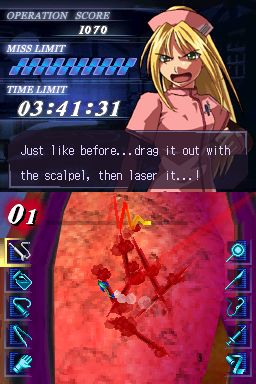 OPERATION SCORE
1070
MISS LIMIT
TIME LIMIT
03:41:31
Just like before...drag it out with
the scalpel, then laser it...!
01